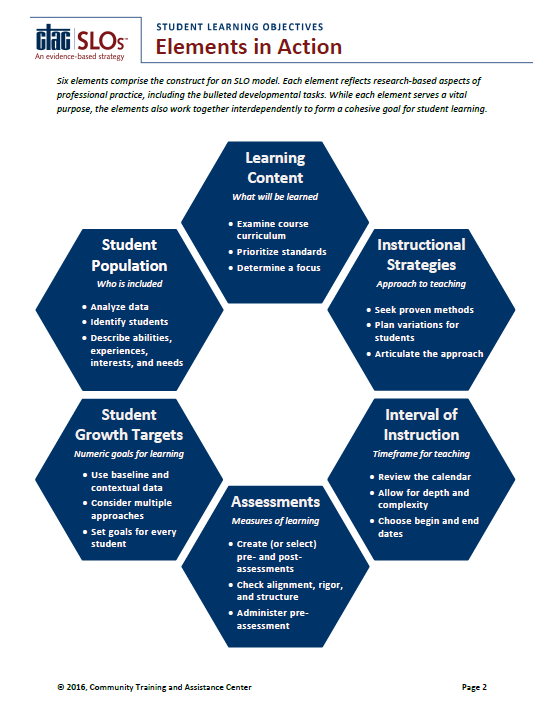 ctac SLOs™
An evidence-based strategy
STUDENT LEARNING OBJECTIVES
Elements in Action
Six elements comprise the construct for an SLO model. Each element reflects research-based aspects of
professional practice, including the bulleted developmental tasks. While each element serves a vital
purpose, the elements also work together interdependently to form a cohesive goal for student learning.
Learning
Content
What will be learned
• Examine course
curriculum
• Prioritize standards
• Determine a focus
Student
Population
Who is included
• Analyze data
• Identify students
• Describe abilities,
experiences,
interests, and needs
Instructional
Strategies
Approach to teaching
• Seek proven methods
• Plan variations for
students
• Articulate the approach
Student
Growth Targets
Numeric goals for learning
• Use baseline and
contextual data
• Consider multiple
approaches
• Set goals for every
student
Interval of
Instruction
Timeframe for teaching
• Review the calendar
• Allow for depth and
complexity
• Choose begin and end
dates
Assessments
Measures of learning
• Create (or select)
pre- and post-
assessments
• Check alignment, rigor,
and structure
• Administer pre-
assessment
© 2016, Community Training and Assistance Center
Page 2